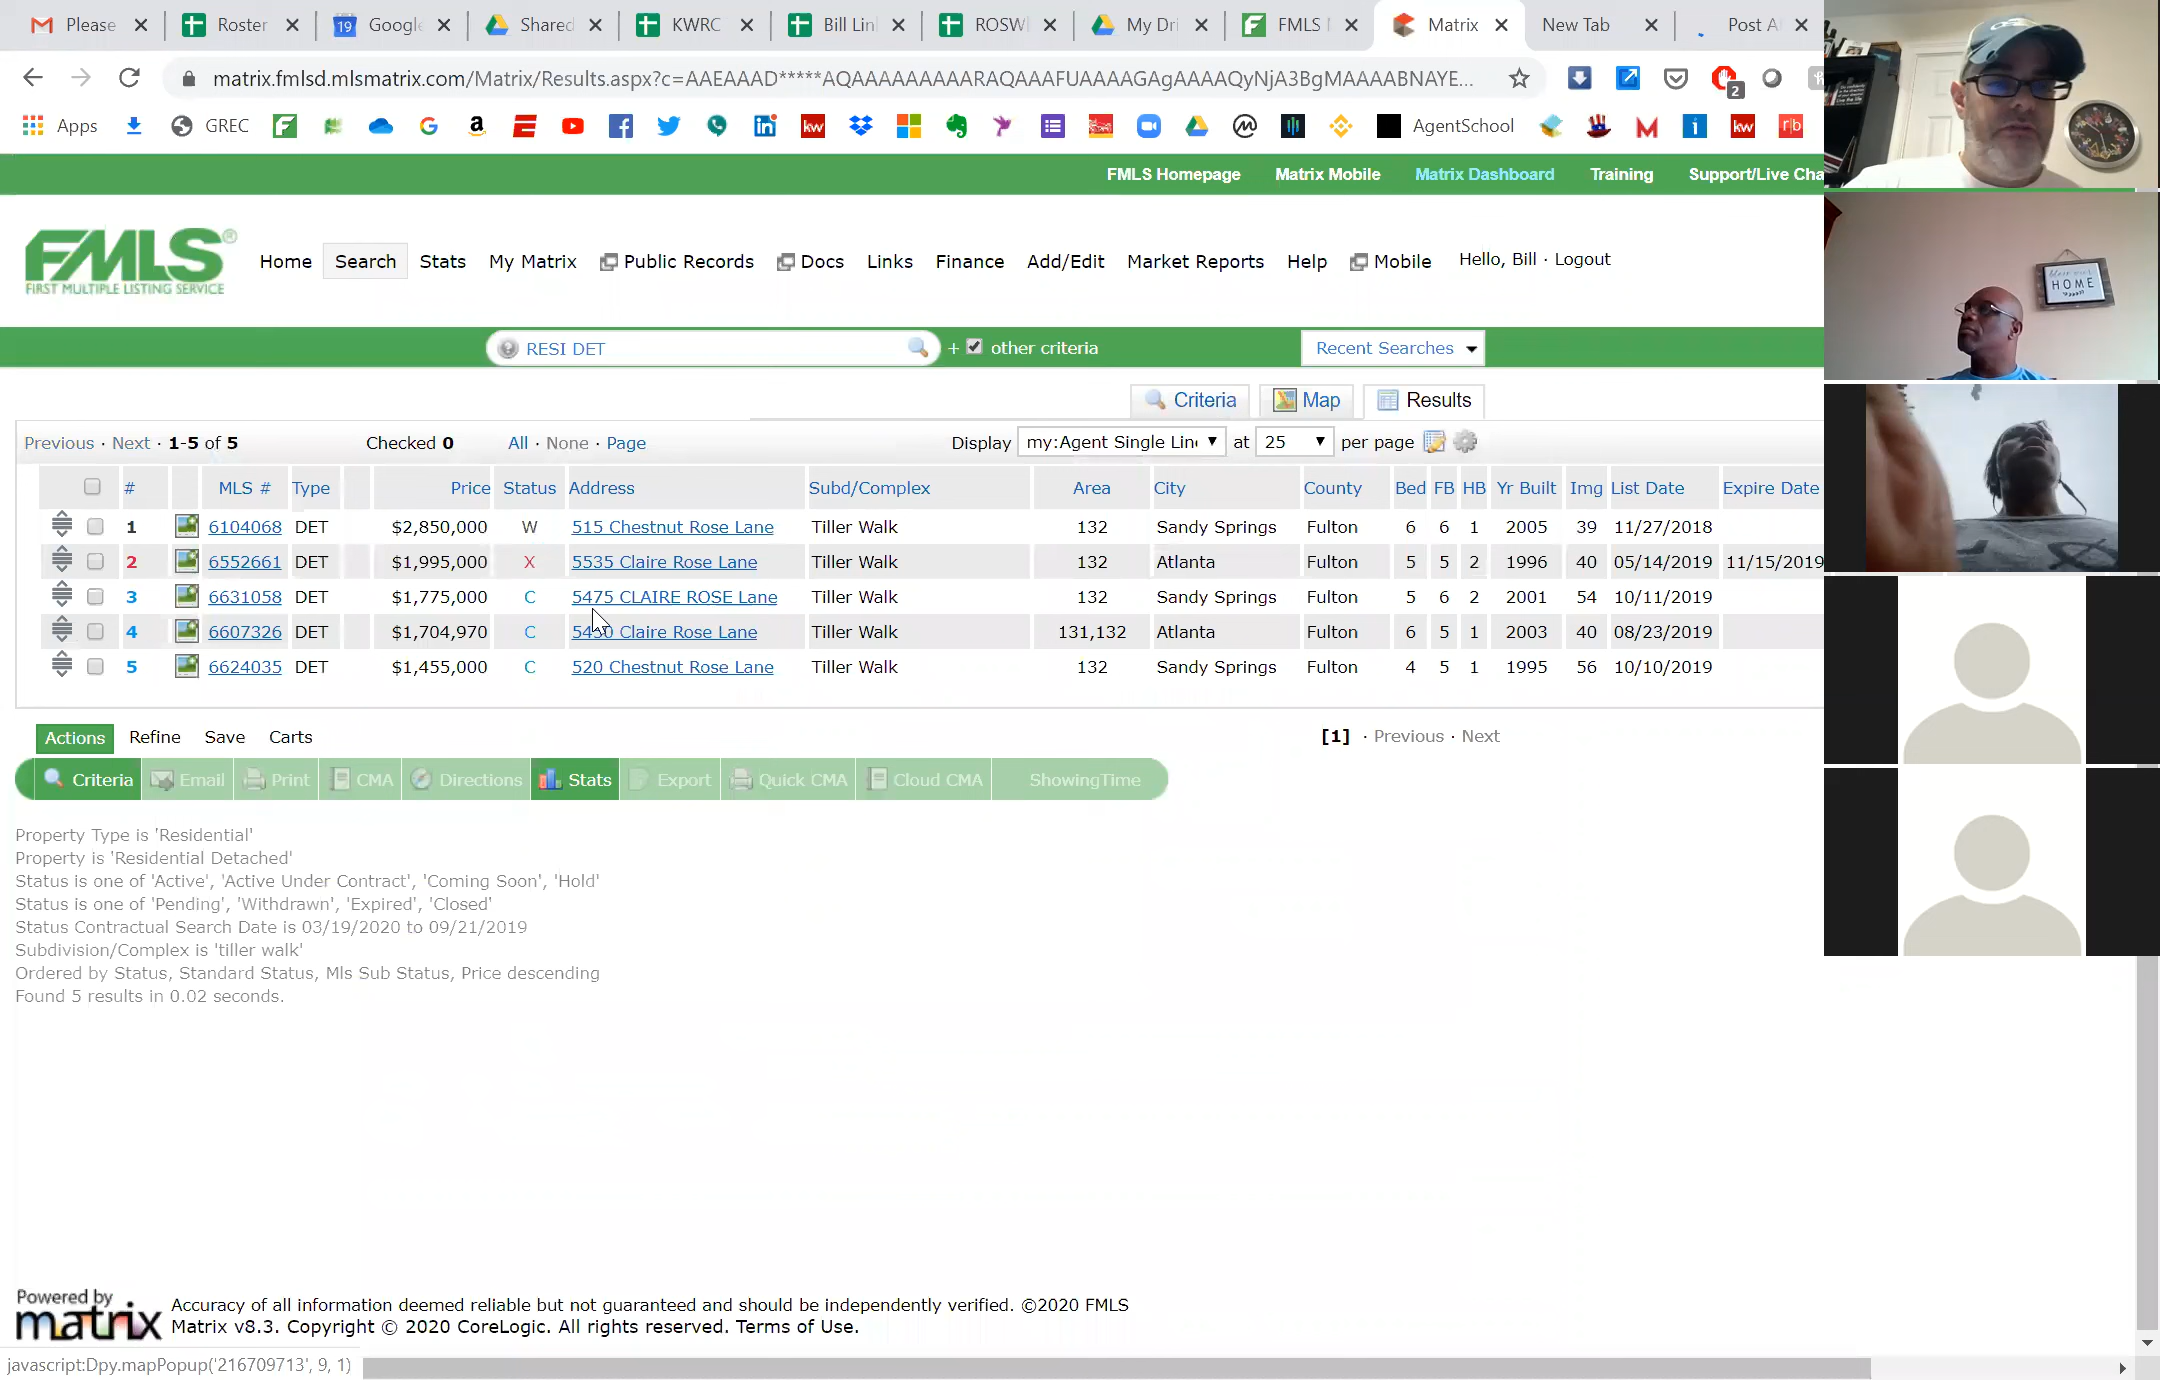 Please
Roster
19 Google
Shared
KWRC
Bill Lin
ROSW
My Dri
FMLS
Matrix
New Tab
Post A
matrix.fmlsd.mlsmatrix.com/Matrix/Results.aspx?c=AAEAAAD*****AQAAAAAAAAARAQAAAFUAAAAGAgAAAAQyNjA3BgMAAAABNAYE...
2
Apps GREC kw AgentSchool kw rb
FMLS Homepage Matrix Mobile Matrix Dashboard Training Support/Live Cha
FMLS®
FIRST MULTIPLE LISTING SERVICE
Home Search Stats My Matrix Public Records Docs Links Finance Add/Edit Market Reports Help Mobile Hello, Bill · Logout
HOME
RESI DET + other criteria Recent Searches
Criteria Map Results
Previous · Next · 1-5 of 5 Checked 0 All · None · Page Display my:Agent Single Lin at 25 per page
# MLS # Type Price Status Address Subd/Complex Area City County Bed FB HB Yr Built Img List Date Expire Date
1 6104068 DET $2,850,000 W 515 Chestnut Rose Lane Tiller Walk 132 Sandy Springs Fulton 6 6 1 2005 39 11/27/2018
2 6552661 DET $1,995,000 X 5535 Claire Rose Lane Tiller Walk 132 Atlanta Fulton 5 5 2 1996 40 05/14/2019 11/15/2019
3 6631058 DET $1,775,000 C 5475 CLAIRE ROSE Lane Tiller Walk 132 Sandy Springs Fulton 5 6 2 2001 54 10/11/2019
4 6607326 DET $1,704,970 C Claire Rose Lane Tiller Walk 131,132 Atlanta Fulton 6 5 1 2003 40 08/23/2019
5 6624035 DET $1,455,000 C 520 Chestnut Rose Lane Tiller Walk 132 Sandy Springs Fulton 4 5 1 1995 56 10/10/2019
Actions Refine Save Carts [1] · Previous · Next
Criteria Email Print CMA Directions Stats Export Quick CMA Cloud CMA ShowingTime
Property Type is 'Residential'
Property is 'Residential Detached'
Status is one of 'Active', 'Active Under Contract', 'Coming Soon', 'Hold'
Status is one of 'Pending', 'Withdrawn', 'Expired', 'Closed'
Status Contractual Search Date is 03/19/2020 to 09/21/2019
Subdivision/Complex is 'tiller walk'
Ordered by Status, Standard Status, Mls Sub Status, Price descending
Found 5 results in 0.02 seconds.
Powered by
matrix
Accuracy of all information deemed reliable but not guaranteed and should be independently verified. ©2020 FMLS
Matrix v8.3. Copyright © 2020 CoreLogic. All rights reserved. Terms of Use.
javascript:Dpy.mapPopup('216709713', 9, 1)